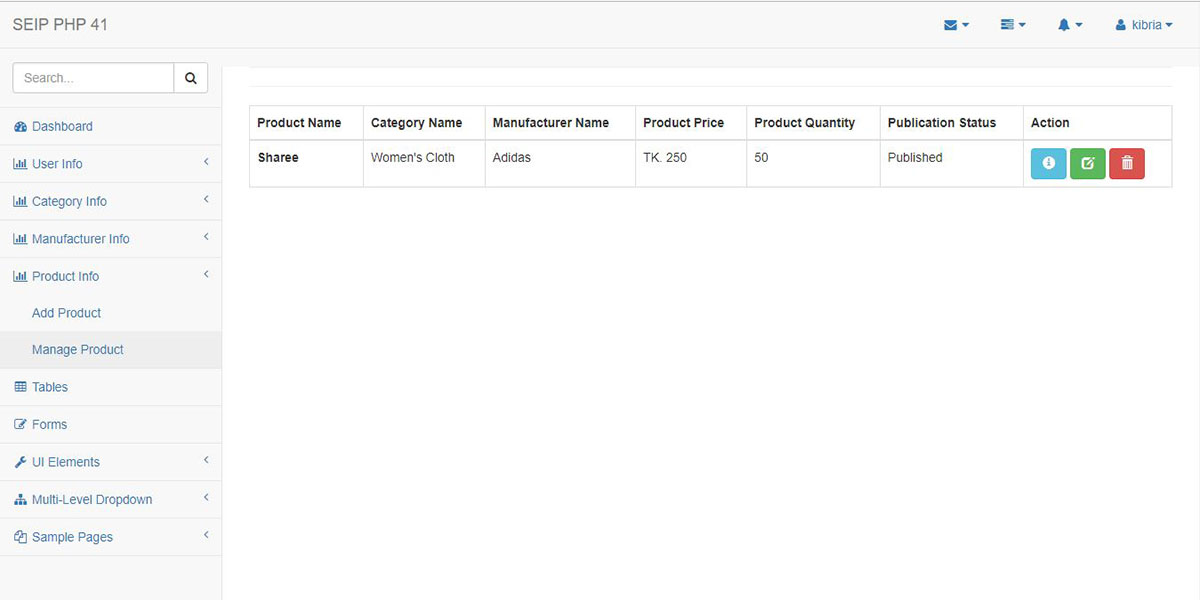 SEIP PHP 41
kibria
Search...
Dashboard
User Info
Category Info
Manufacturer Info
Product Info
Add Product
Manage Product
Tables
Forms
UI Elements
Multi-Level Dropdown
Sample Pages
Product Name Category Name Manufacturer Name Product Price Product Quantity Publication Status Action
Sharee Women's Cloth Adidas TK. 250 50 Published